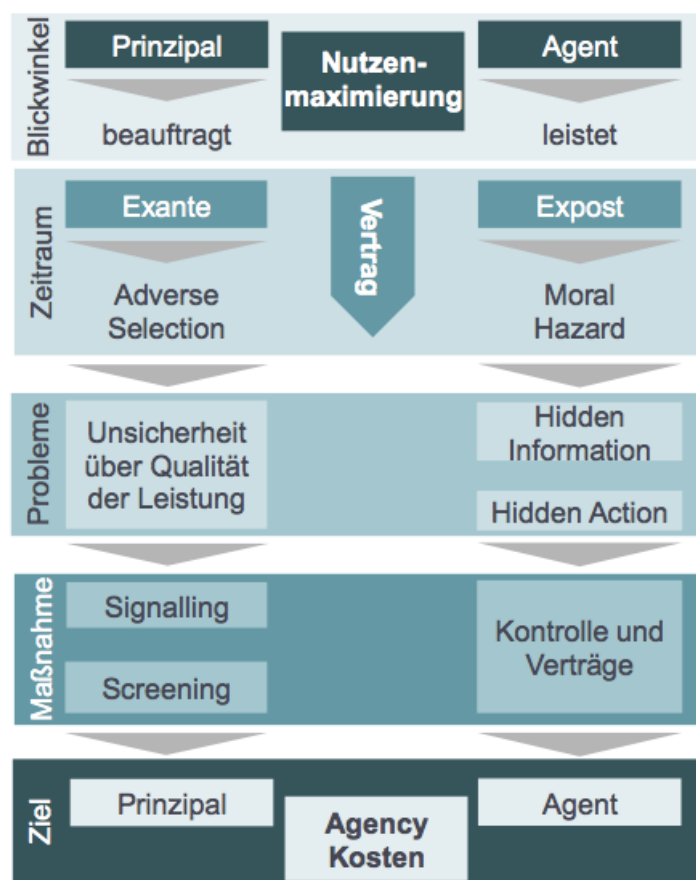 Blickwinkel
Prinzipal
Nutzen-
maximierung
Agent
beauftragt
leistet
Zeitraum
Exante
Vertrag
Expost
Adverse
Selection
Moral
Hazard
Probleme
Unsicherheit
über Qualität
der Leistung
Hidden
Information
Hidden Action
Maßnahme
Signalling
Screening
Kontrolle und
Verträge
Ziel
Prinzipal
Agency
Kosten
Agent